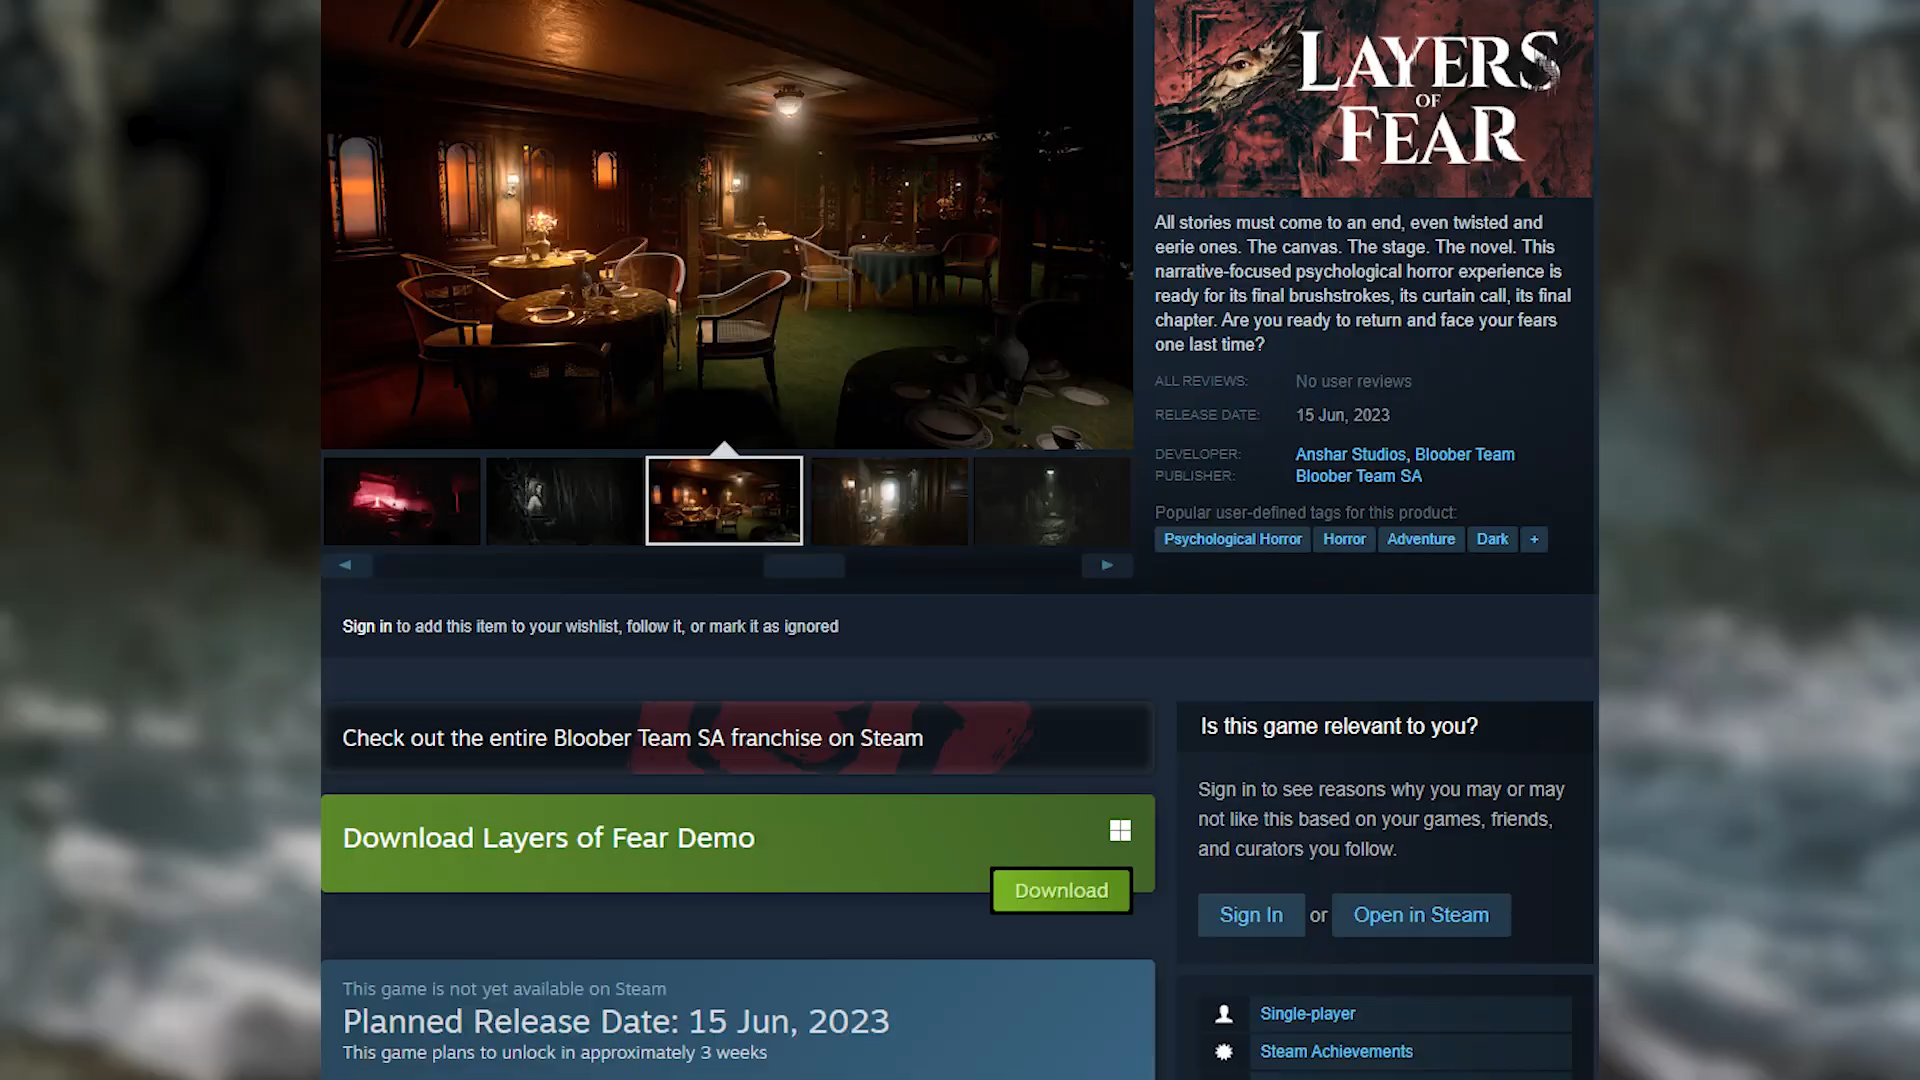 LAYERS
OF
FEAR
All stories must come to an end, even twisted and
eerie ones. The canvas. The stage. The novel. This
narrative-focused psychological horror experience is
ready for its final brushstrokes, its curtain call, its final
chapter. Are you ready to return and face your fears
one last time?
ALL REVIEWS: No user reviews
RELEASE DATE: 15 Jun, 2023
DEVELOPER: Anshar Studios, Bloober Team
PUBLISHER: Bloober Team SA
Popular user-defined tags for this product:
Psychological Horror Horror Adventure Dark +
Sign in to add this item to your wishlist, follow it, or mark it as ignored
Check out the entire Bloober Team SA franchise on Steam
Download Layers of Fear Demo
Download
This game is not yet available on Steam
Planned Release Date: 15 Jun, 2023
This game plans to unlock in approximately 3 weeks
Is this game relevant to you?
Sign in to see reasons why you may or may
not like this based on your games, friends,
and curators you follow.
Sign In or Open in Steam
Single-player
Steam Achievements